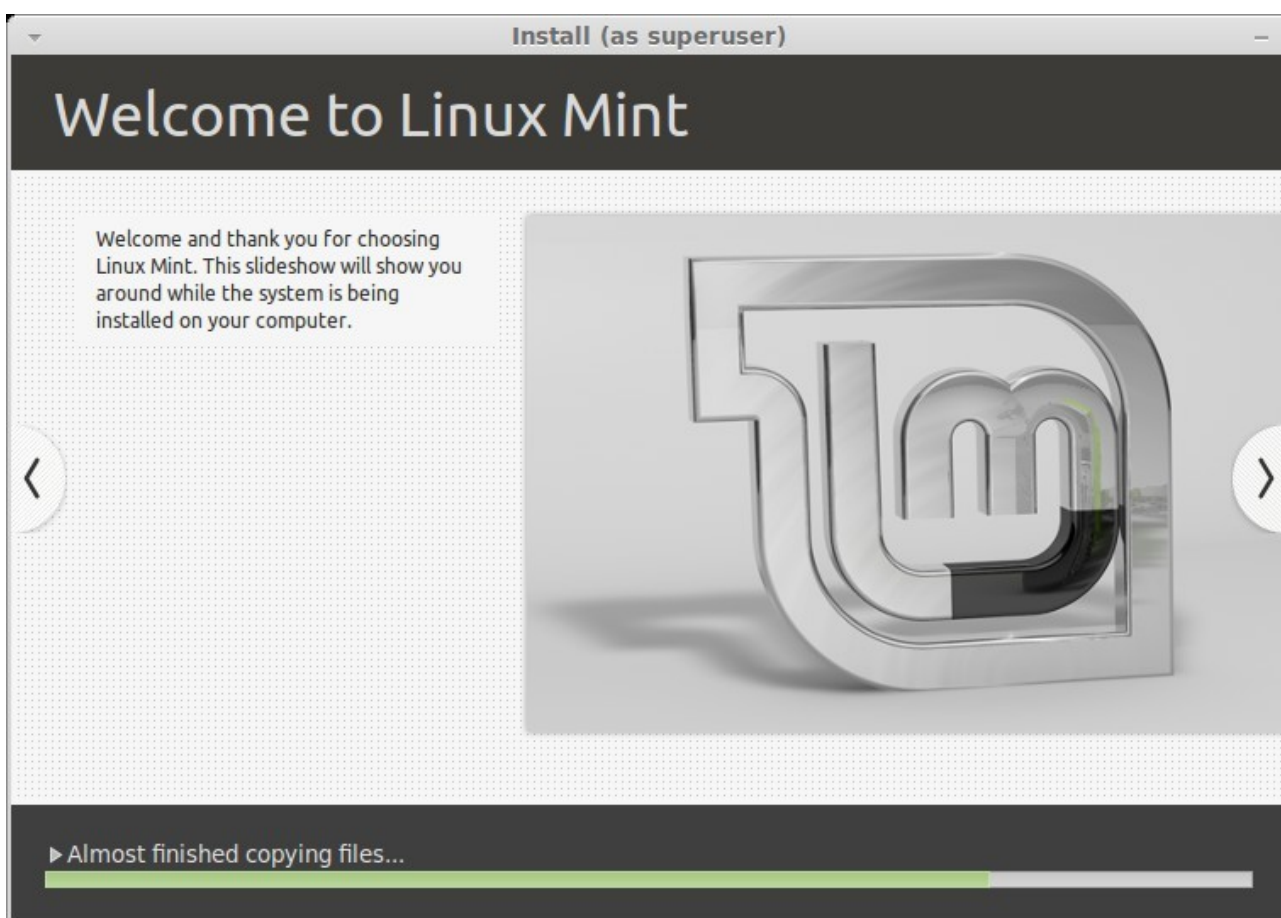 Install (as superuser)
Welcome to Linux Mint
Welcome and thank you for choosing
Linux Mint. This slideshow will show you
around while the system is being
installed on your computer.
Almost finished copying files...